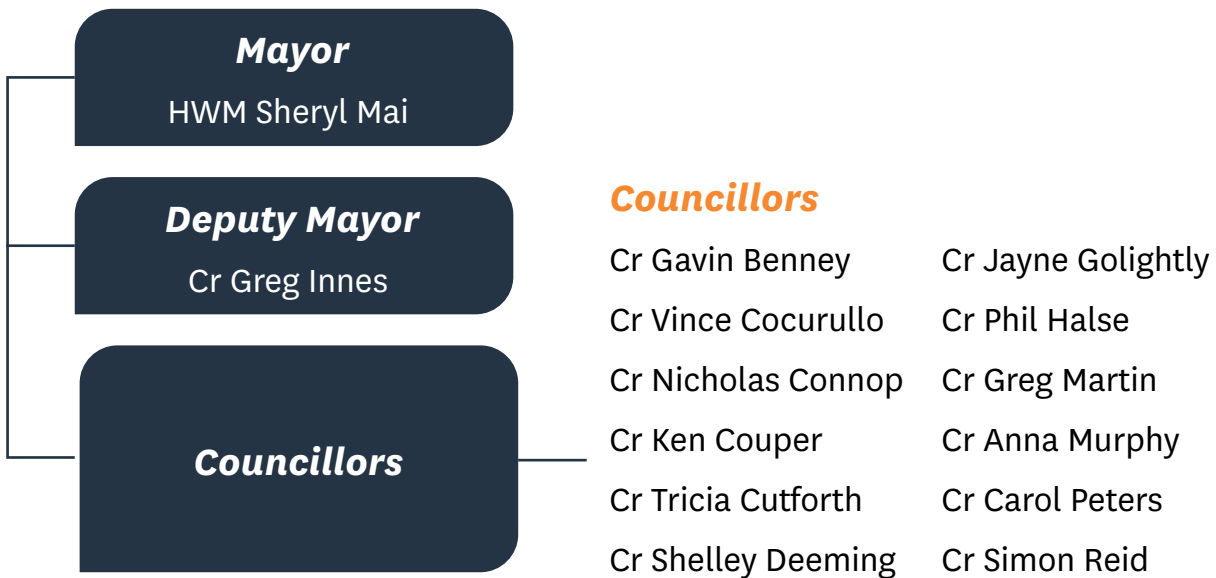 Mayor
HWM Sheryl Mai
Deputy Mayor
Cr Greg Innes
Councillors
Councillors
Cr Gavin Benney
Cr Vince Cocurullo
Cr Nicholas Connop
Cr Ken Couper
Cr Tricia Cutforth
Cr Shelley Deeming
Cr Jayne Golightly
Cr Phil Halse
Cr Greg Martin
Cr Anna Murphy
Cr Carol Peters
Cr Simon Reid